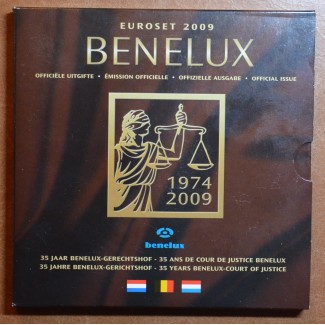 EUROSET 2009
BENELUX
OFFICIËLE UITGIFTE • ÉMISSION OFFICIELLE • OFFIZIELLE AUSGABE • OFFICIAL ISSUE
1974
2009
benelux
35 JAAR BENELUX-GERECHTSHOF - 35 ANS DE COUR DE JUSTICE BENELUX
35 JAHRE BENELUX-GERICHTSHOF - 35 YEARS BENELUX-COURT OF JUSTICE